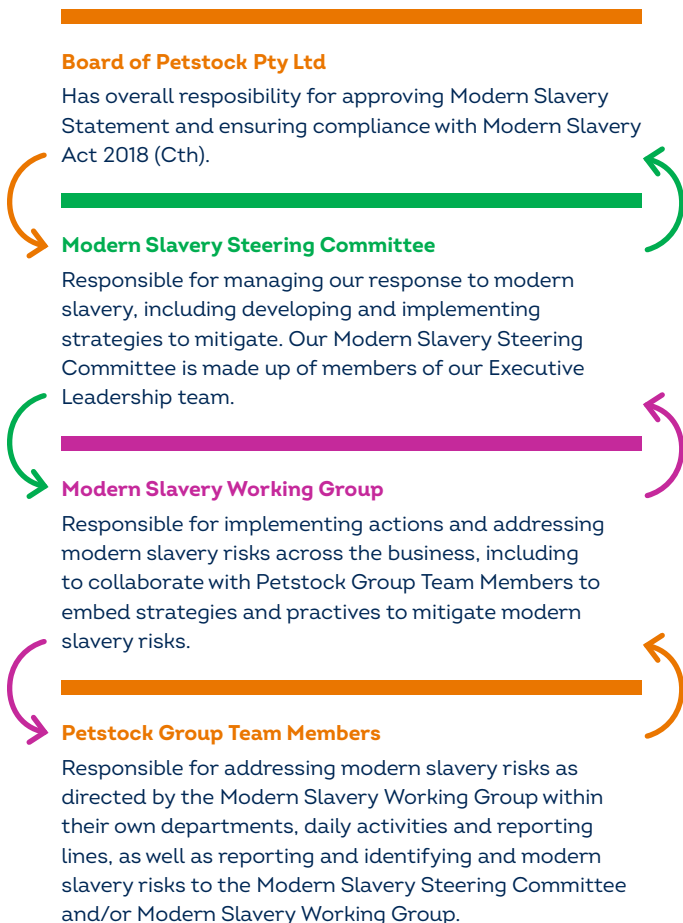 Board of Petstock Pty Ltd
Has overall resposibility for approving Modern Slavery
Statement and ensuring compliance with Modern Slavery
Act 2018 (Cth).
Modern Slavery Steering Committee
Responsible for managing our response to modern
slavery, including developing and implementing
strategies to mitigate. Our Modern Slavery Steering
Committee is made up of members of our Executive
Leadership team.
Modern Slavery Working Group
Responsible for implementing actions and addressing
modern slavery risks across the business, including
to collaborate with Petstock Group Team Members to
embed strategies and practives to mitigate modern
slavery risks.
Petstock Group Team Members
Responsible for addressing modern slavery risks as
directed by the Modern Slavery Working Group within
their own departments, daily activities and reporting
lines, as well as reporting and identifying and modern
slavery risks to the Modern Slavery Steering Committee
and/or Modern Slavery Working Group.